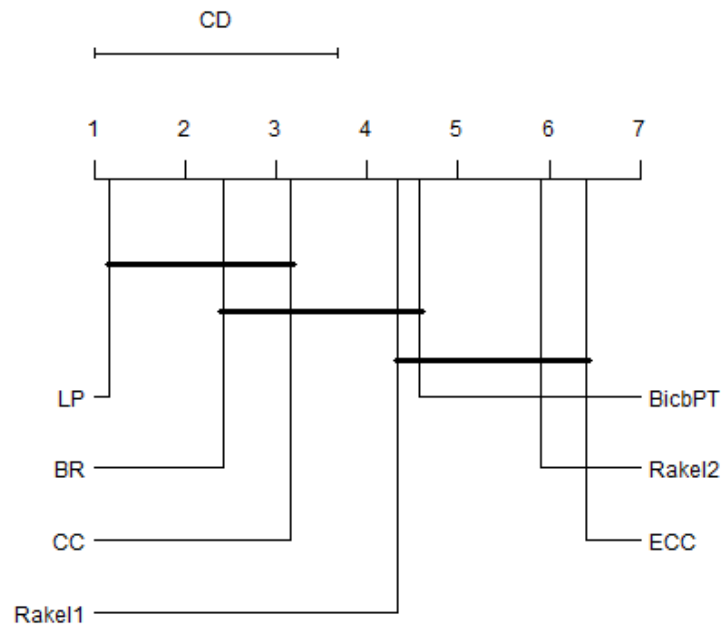 CD
1 2 3 4 5 6 7
LP BicbPT
BR Rakel2
CC ECC
Rakel1